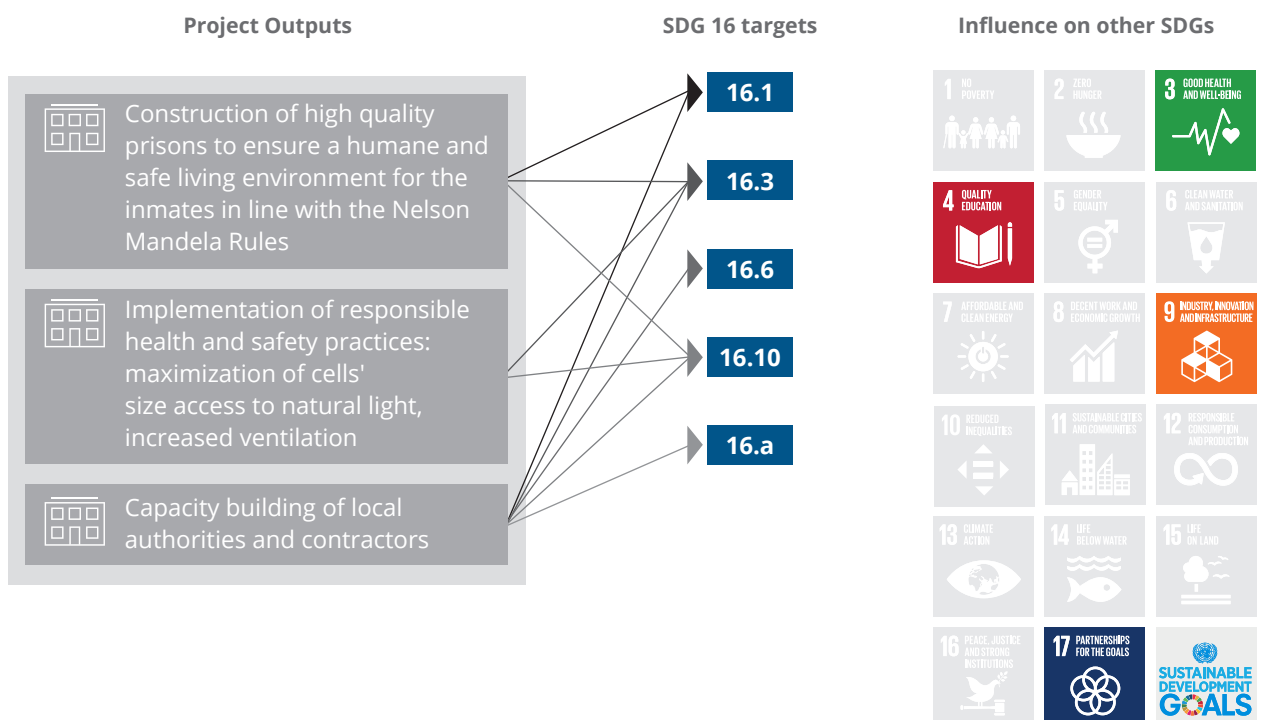 Project Outputs
SDG 16 targets
Influence on other SDGs
Construction of high quality
prisons to ensure a humane and
safe living environment for the
inmates in line with the Nelson
Mandela Rules
Implementation of responsible
health and safety practices:
maximization of cells'
size access to natural light,
increased ventilation
Capacity building of local
authorities and contractors
16.1
16.3
16.6
16.10
16.a
1 NO
POVERTY
2 ZERO
HUNGER
3 GOOD HEALTH
AND WELL-BEING
4 QUALITY
EDUCATION
5 GENDER
EQUALITY
6 CLEAN WATER
AND SANITATION
7 AFFORDABLE AND
CLEAN ENERGY
8 DECENT WORK AND
ECONOMIC GROWTH
9 INDUSTRY, INNOVATION
AND INFRASTRUCTURE
10 REDUCED
INEQUALITIES
11 SUSTAINABLE CITIES
AND COMMUNITIES
12 RESPONSIBLE
CONSUMPTION
AND PRODUCTION
13 CLIMATE
ACTION
14 LIFE
BELOW WATER
15 LIFE
ON LAND
16 PEACE, JUSTICE
AND STRONG
INSTITUTIONS
17 PARTNERSHIPS
FOR THE GOALS
SUSTAINABLE
DEVELOPMENT
GOALS